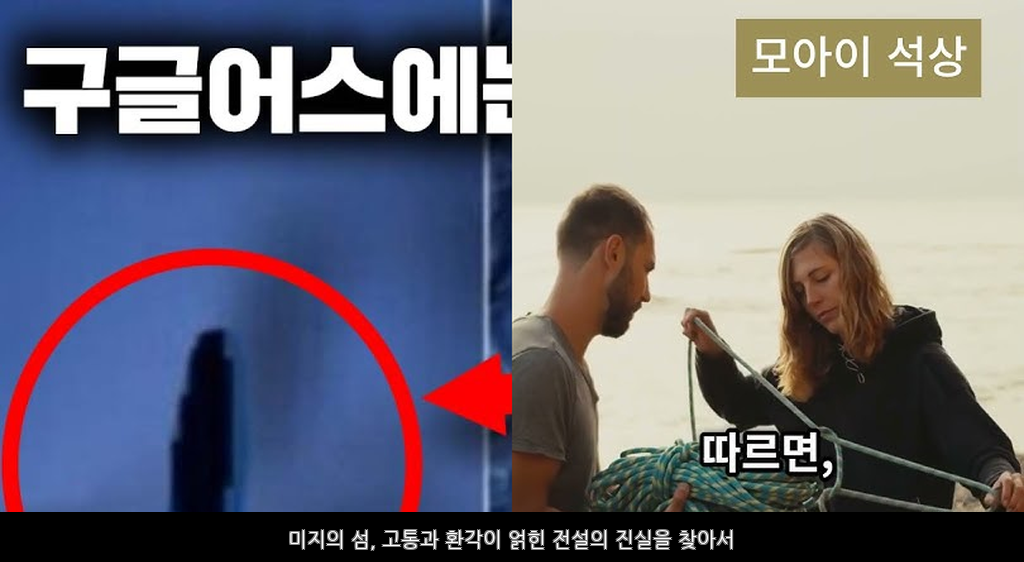 구글어스에는
모아이 석상
따르면,
미지의 섬, 고통과 환각이 얽힌 전설의 진실을 찾아서